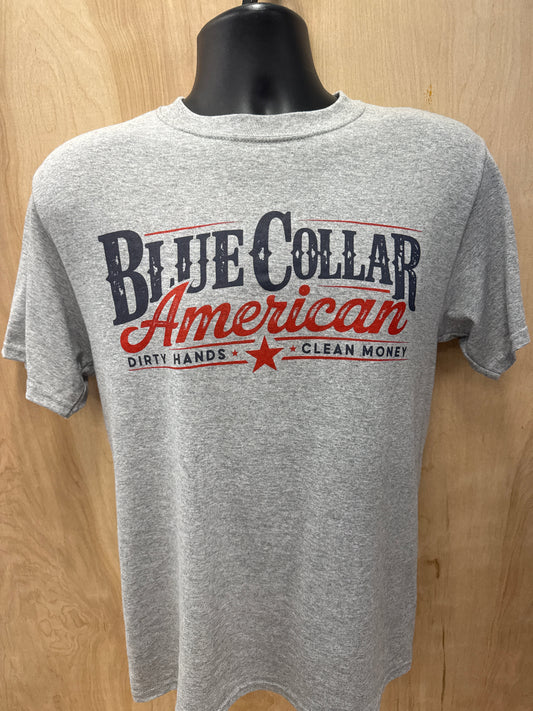 BLUE COLLAR
American
DIRTY HANDS ★ ★ ★ CLEAN MONEY